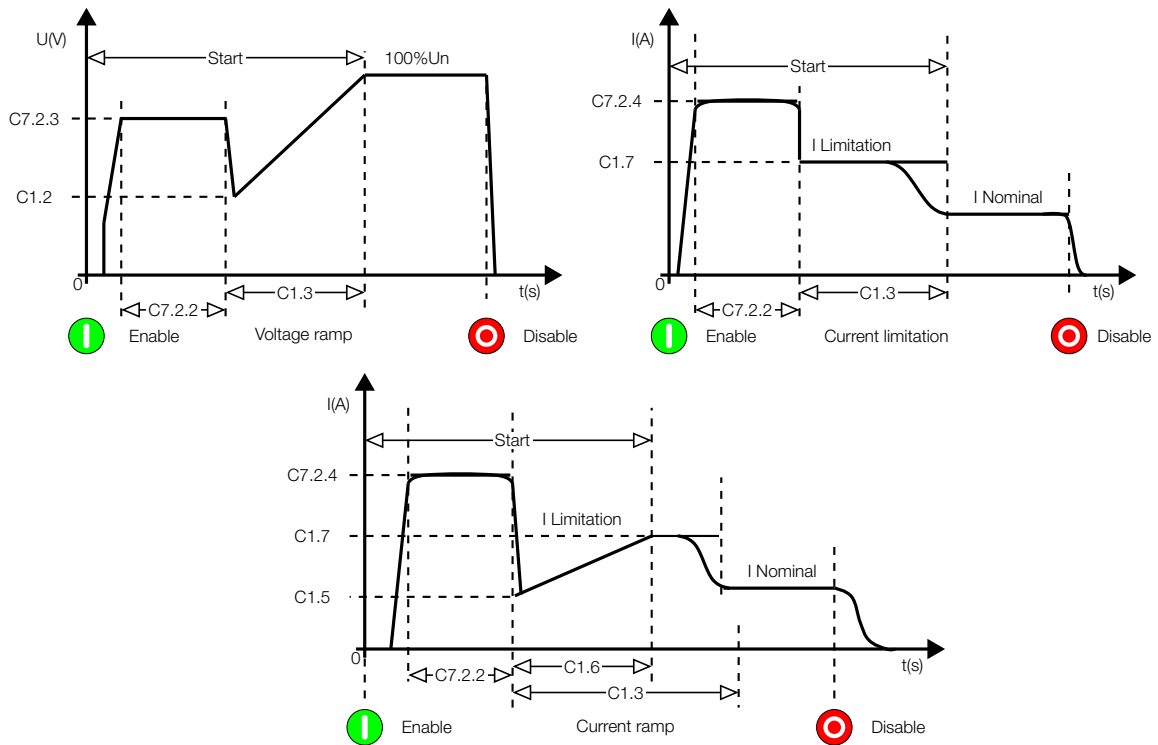 U(V)
Start
100%Un
C7.2.3
C1.2
0
t(s)
C1.3
C7.2.2
Enable
Voltage ramp
Disable
I(A)
Start
C7.2.4
I Limitation
C1.7
I Nominal
0
t(s)
C1.3
C7.2.2
Enable
Current limitation
Disable
I(A)
Start
C7.2.4
I Limitation
C1.7
I Nominal
C1.5
0
t(s)
C1.6
C7.2.2
C1.3
Enable
Current ramp
Disable